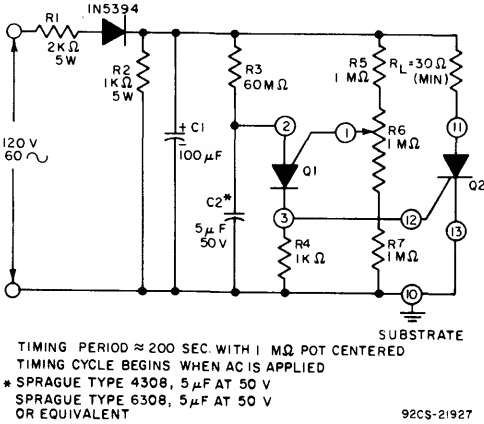 IN5394
R1
2KΩ
5W
R2
1KΩ
5W
R3
60MΩ
R5
1MΩ
RL=30Ω
(MIN)
+ C1
–
100μF
2
1
R6
1MΩ
11
120V
60∿
Q1
Q2
C2*
5μF
50V
3
12
13
R4
1KΩ
R7
1MΩ
10
SUBSTRATE
TIMING PERIOD ≈ 200 SEC. WITH 1 MΩ POT CENTERED
TIMING CYCLE BEGINS WHEN AC IS APPLIED
* SPRAGUE TYPE 4308, 5μF AT 50 V
SPRAGUE TYPE 6308, 5μF AT 50 V
OR EQUIVALENT
92CS-21927